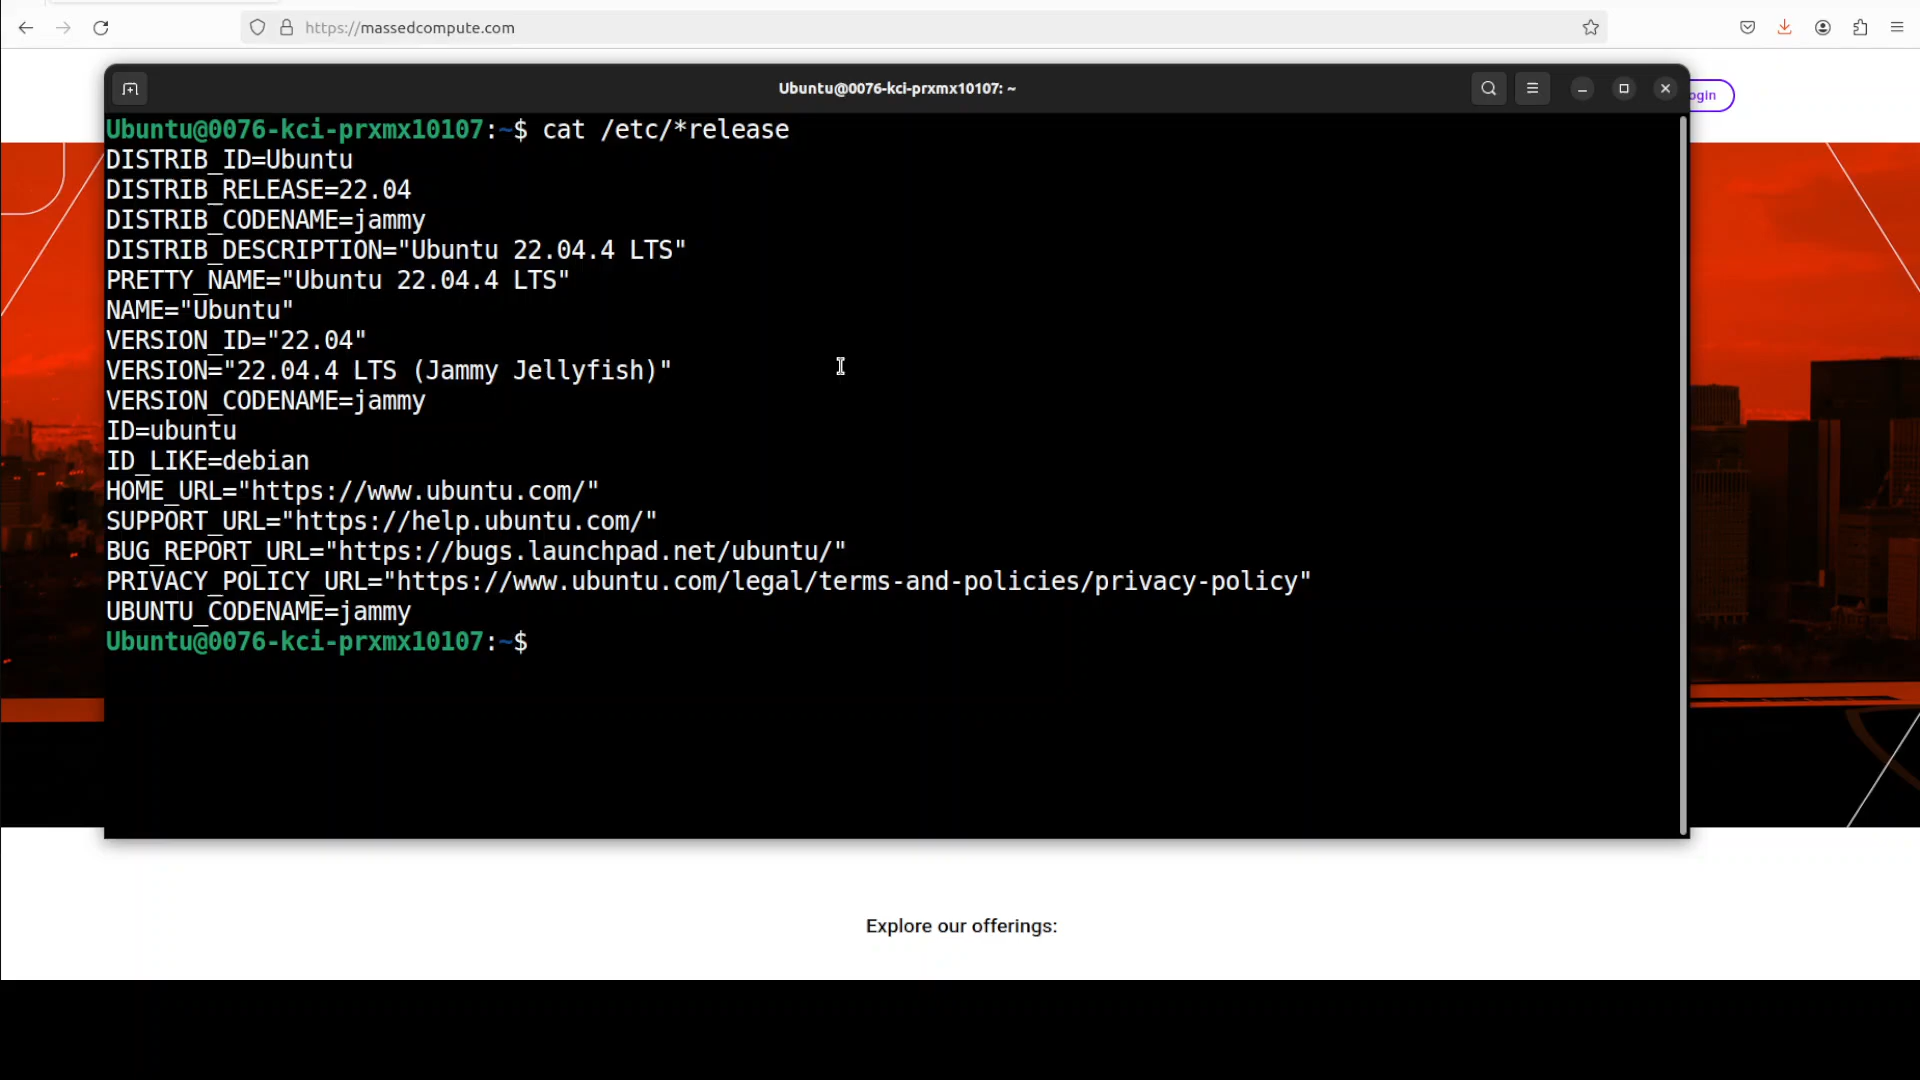 https://massedcompute.com
Ubuntu@0076-kci-prxmx10107: ~
ogin
Ubuntu@0076-kci-prxmx10107:~$ cat /etc/*release
DISTRIB_ID=Ubuntu
DISTRIB_RELEASE=22.04
DISTRIB_CODENAME=jammy
DISTRIB_DESCRIPTION="Ubuntu 22.04.4 LTS"
PRETTY_NAME="Ubuntu 22.04.4 LTS"
NAME="Ubuntu"
VERSION_ID="22.04"
VERSION="22.04.4 LTS (Jammy Jellyfish)"
VERSION_CODENAME=jammy
ID=ubuntu
ID_LIKE=debian
HOME_URL="https://www.ubuntu.com/"
SUPPORT_URL="https://help.ubuntu.com/"
BUG_REPORT_URL="https://bugs.launchpad.net/ubuntu/"
PRIVACY_POLICY_URL="https://www.ubuntu.com/legal/terms-and-policies/privacy-policy"
UBUNTU_CODENAME=jammy
Ubuntu@0076-kci-prxmx10107:~$
Explore our offerings: